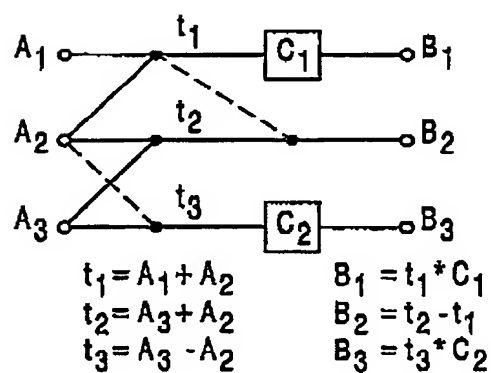 t₁
A₁ C₁ B₁
t₂
A₂ B₂
t₃
A₃ C₂ B₃
t₁ = A₁ + A₂ B₁ = t₁ * C₁
t₂ = A₃ + A₂ B₂ = t₂ - t₁
t₃ = A₃ - A₂ B₃ = t₃ * C₂